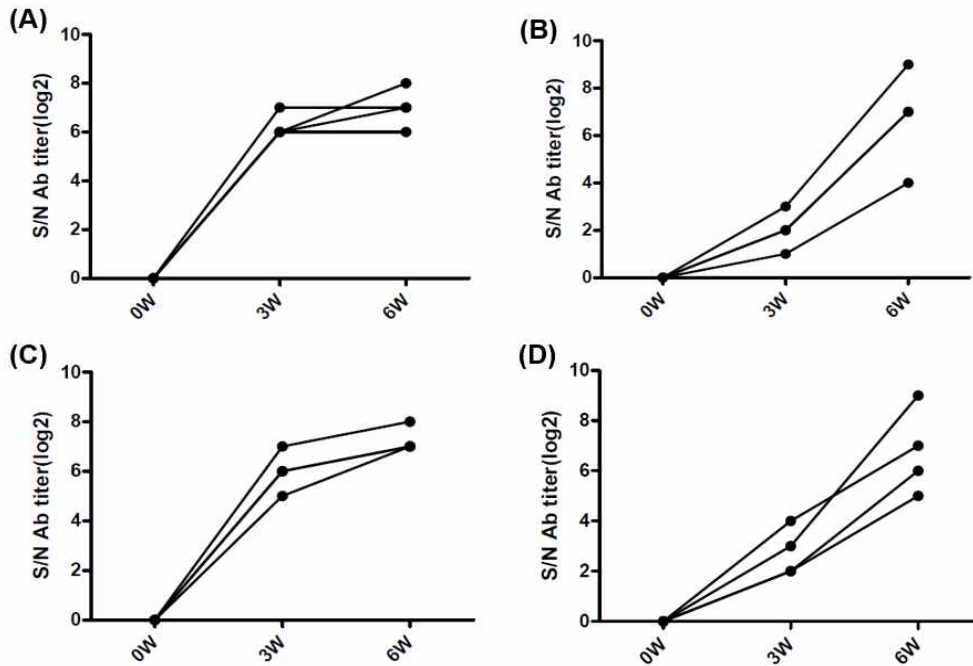 (A)
10
8
6
4
2
0
S/N Ab titer(log2)
0W
3W
6W
(B)
10
8
6
4
2
0
S/N Ab titer(log2)
0W
3W
6W
(C)
10
8
6
4
2
0
S/N Ab titer(log2)
0W
3W
6W
(D)
10
8
6
4
2
0
S/N Ab titer(log2)
0W
3W
6W